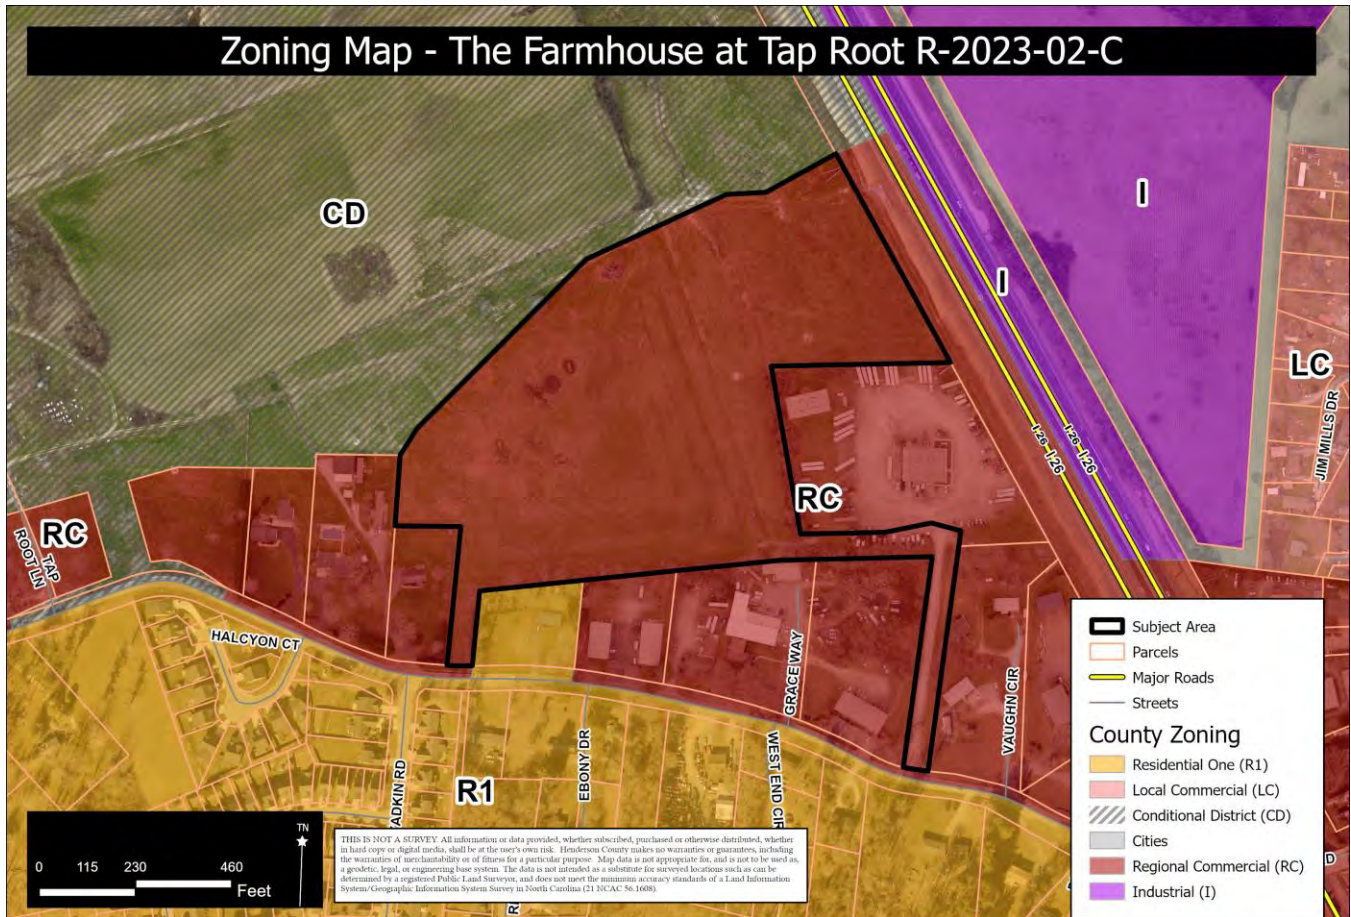 Zoning Map - The Farmhouse at Tap Root R-2023-02-C
CD
I
I
LC
JIM MILLS DR
I 26
I 26
I 26
I 26
RC
RC
TAP
ROOT LN
HALCYON CT
R1
ADKIN RD
EBONY DR
WEST END CIR
GRACE WAY
VAUGHN CIR
Subject Area
Parcels
Major Roads
Streets
County Zoning
Residential One (R1)
Local Commercial (LC)
Conditional District (CD)
Cities
Regional Commercial (RC)
Industrial (I)
TN
0 115 230 460
Feet
THIS IS NOT A SURVEY. All information or data provided, whether subscribed, purchased or otherwise distributed, whether
in hard copy or digital media, shall be at the user's own risk. Henderson County makes no warranties or guarantees, including
the warranties of merchantability or of fitness for a particular purpose. Map data is not appropriate for, and is not to be used as,
a geodetic, legal, or engineering base system. The data is not intended as a substitute for surveyed locations such as can be
determined by a registered Public Land Surveyor, and does not meet the minimum accuracy standards of a Land Information
System/Geographic Information System Survey in North Carolina (21 NCAC 56.1608).